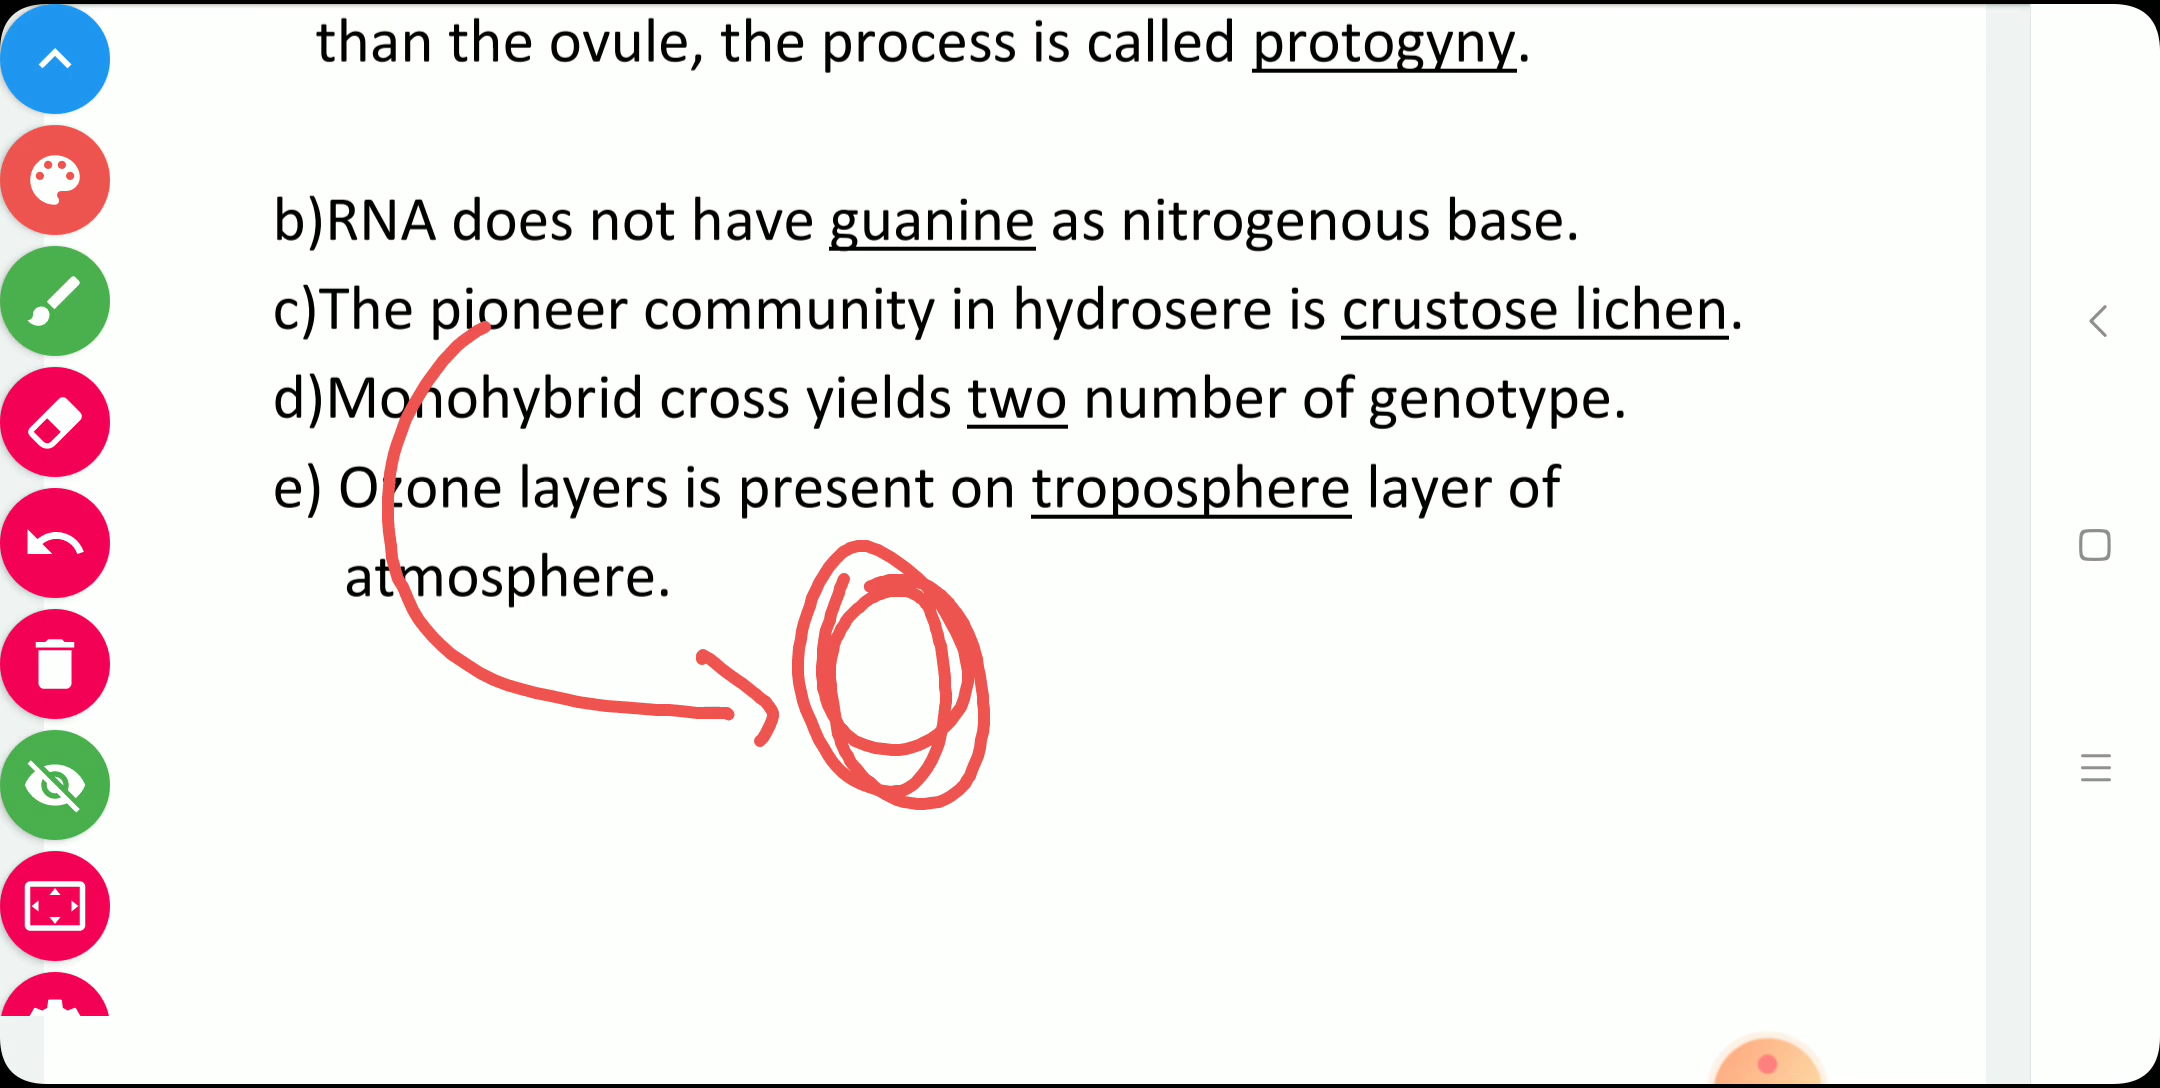 than the ovule, the process is called protogyny.
b)RNA does not have guanine as nitrogenous base.
c)The pioneer community in hydrosere is crustose lichen.
d)Monohybrid cross yields two number of genotype.
e) Ozone layers is present on troposphere layer of
atmosphere.